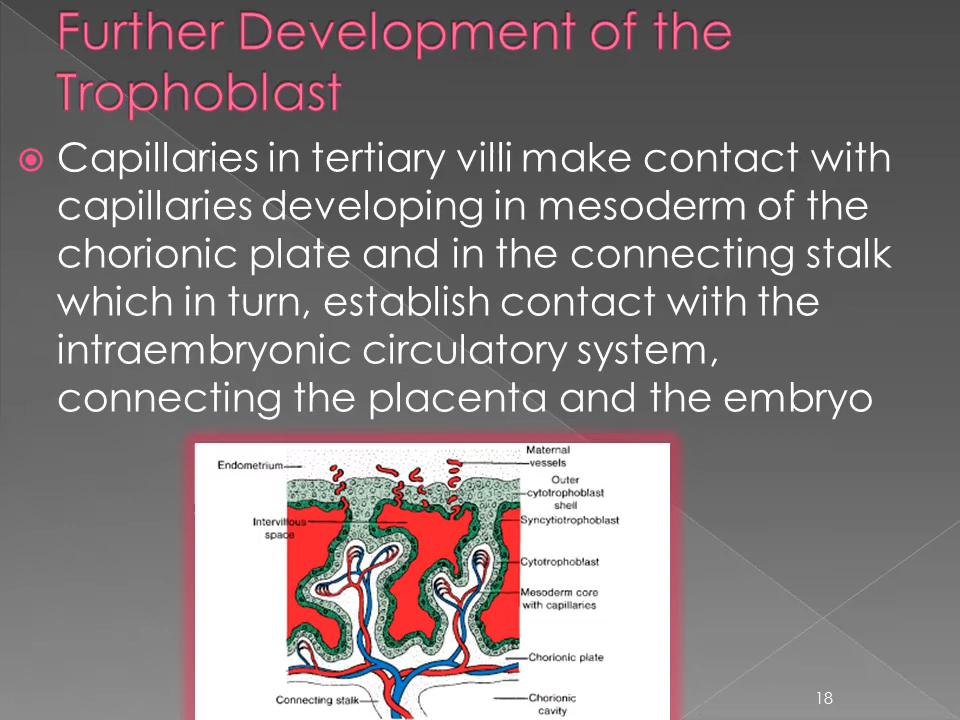 Further Development of the
Trophoblast
Capillaries in tertiary villi make contact with
capillaries developing in mesoderm of the
chorionic plate and in the connecting stalk
which in turn, establish contact with the
intraembryonic circulatory system,
connecting the placenta and the embryo
Endometrium
Maternal
vessels
Outer
cytotrophoblast
shell
Intervillous
space
Syncytiotrophoblast
Cytotrophoblast
Mesoderm core
with capillaries
Chorionic plate
Connecting stalk
Chorionic
cavity
18